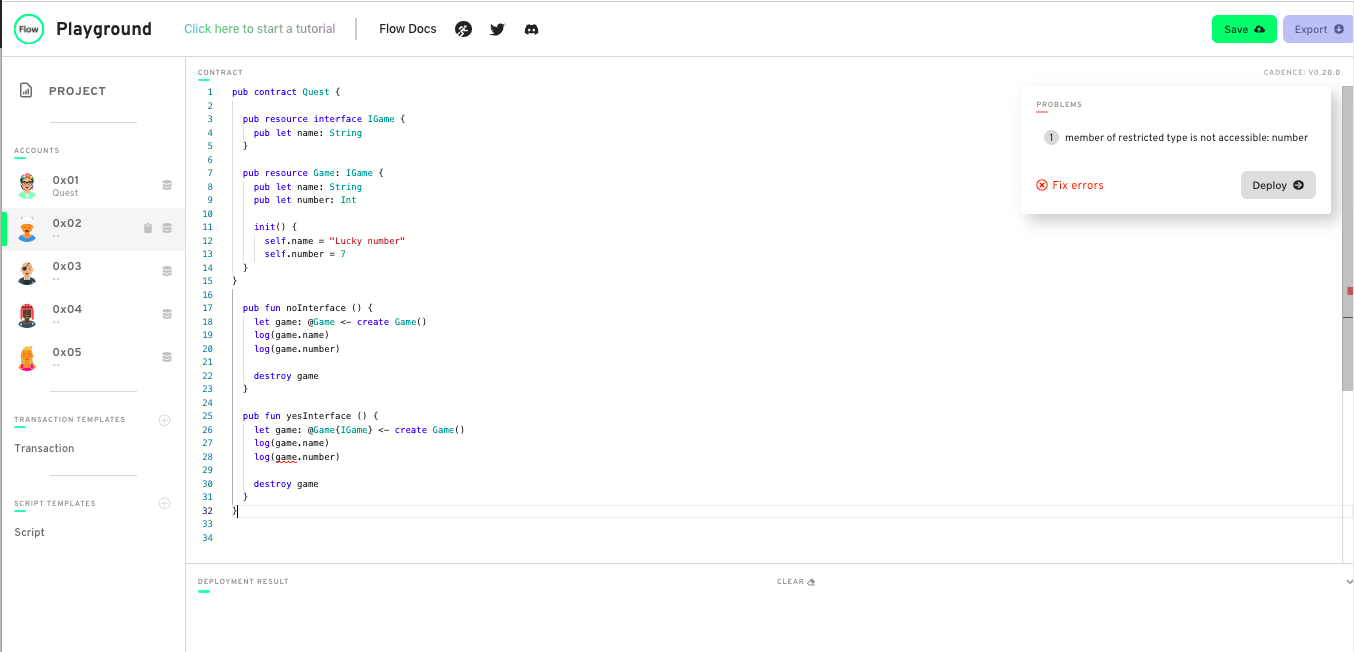 Flow Playground Click here to start a tutorial Flow Docs Save Export
PROJECT
ACCOUNTS
0x01
Quest
0x02
--
0x03
--
0x04
--
0x05
--
TRANSACTION TEMPLATES
Transaction
SCRIPT TEMPLATES
Script
CONTRACT
CADENCE: V0.20.0
1 pub contract Quest {
2
3 pub resource interface IGame {
4 pub let name: String
5 }
6
7 pub resource Game: IGame {
8 pub let name: String
9 pub let number: Int
10
11 init() {
12 self.name = "Lucky number"
13 self.number = 7
14 }
15 }
16
17 pub fun noInterface () {
18 let game: @Game <- create Game()
19 log(game.name)
20 log(game.number)
21
22 destroy game
23 }
24
25 pub fun yesInterface () {
26 let game: @Game{IGame} <- create Game()
27 log(game.name)
28 log(game.number)
29
30 destroy game
31 }
32 }
33
34
PROBLEMS
1 member of restricted type is not accessible: number
Fix errors Deploy
DEPLOYMENT RESULT CLEAR